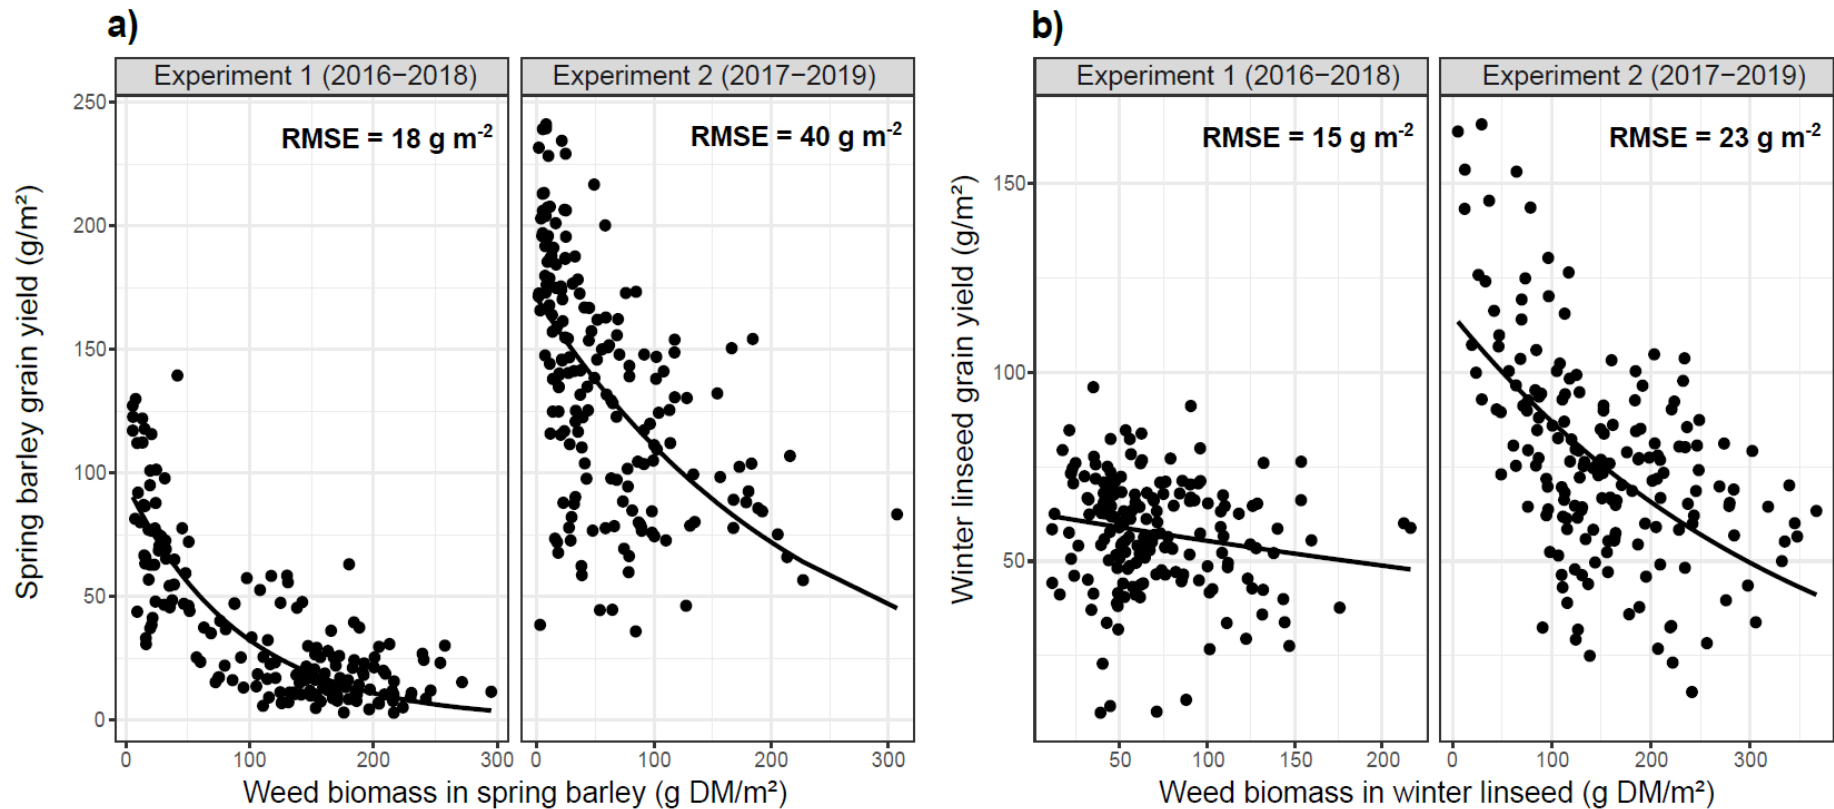 a)
Experiment 1 (2016−2018)
Experiment 2 (2017−2019)
RMSE = 18 g m-2
RMSE = 40 g m-2
Spring barley grain yield (g/m²)
250
200
150
100
50
0
0
100
200
300
0
100
200
300
Weed biomass in spring barley (g DM/m²)
b)
Experiment 1 (2016−2018)
Experiment 2 (2017−2019)
RMSE = 15 g m-2
RMSE = 23 g m-2
Winter linseed grain yield (g/m²)
150
100
50
50
100
150
200
0
100
200
300
Weed biomass in winter linseed (g DM/m²)